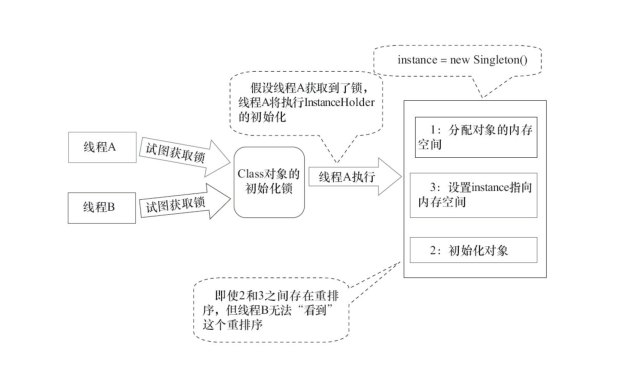 instance = new Singleton()
假设线程A获取到了锁，
线程A将执行InstanceHolder
的初始化
1：分配对象的内存
空间
线程A
试图获取锁
Class对象的
初始化锁
线程A执行
3：设置instance指向
内存空间
线程B
试图获取锁
2：初始化对象
即使2和3之间存在重排
序，但线程B无法“看到”
这个重排序